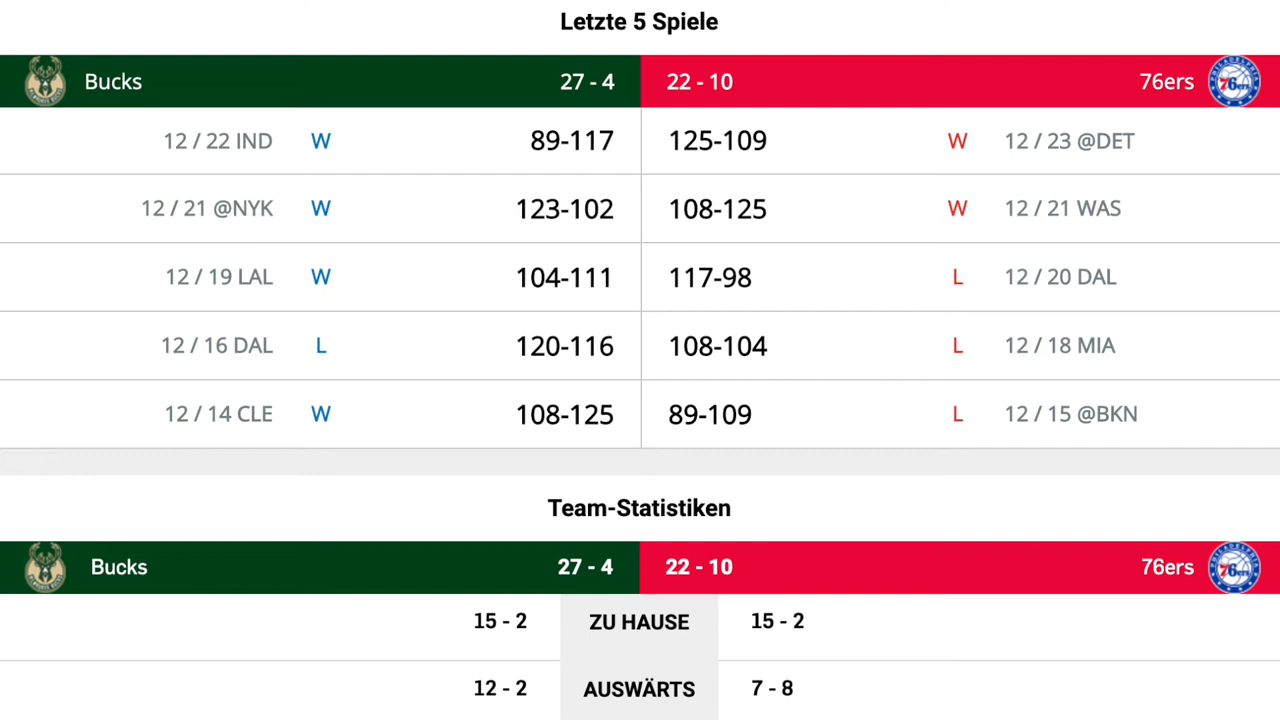 Letzte 5 Spiele
Bucks 27 - 4 22 - 10 76ers
12 / 22 IND W 89-117 125-109 W 12 / 23 @DET
12 / 21 @NYK W 123-102 108-125 W 12 / 21 WAS
12 / 19 LAL W 104-111 117-98 L 12 / 20 DAL
12 / 16 DAL L 120-116 108-104 L 12 / 18 MIA
12 / 14 CLE W 108-125 89-109 L 12 / 15 @BKN
Team-Statistiken
Bucks 27 - 4 22 - 10 76ers
15 - 2 ZU HAUSE 15 - 2
12 - 2 AUSWÄRTS 7 - 8